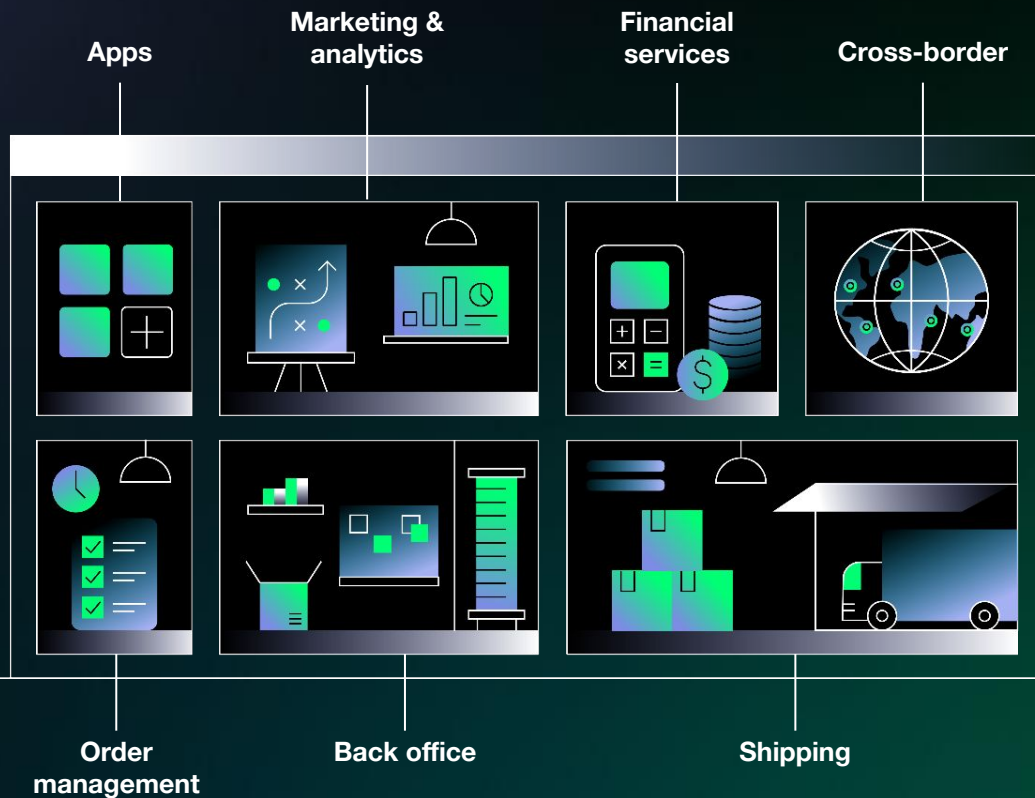 Apps
Marketing &
analytics
Financial
services
Cross-border
Order
management
Back office
Shipping